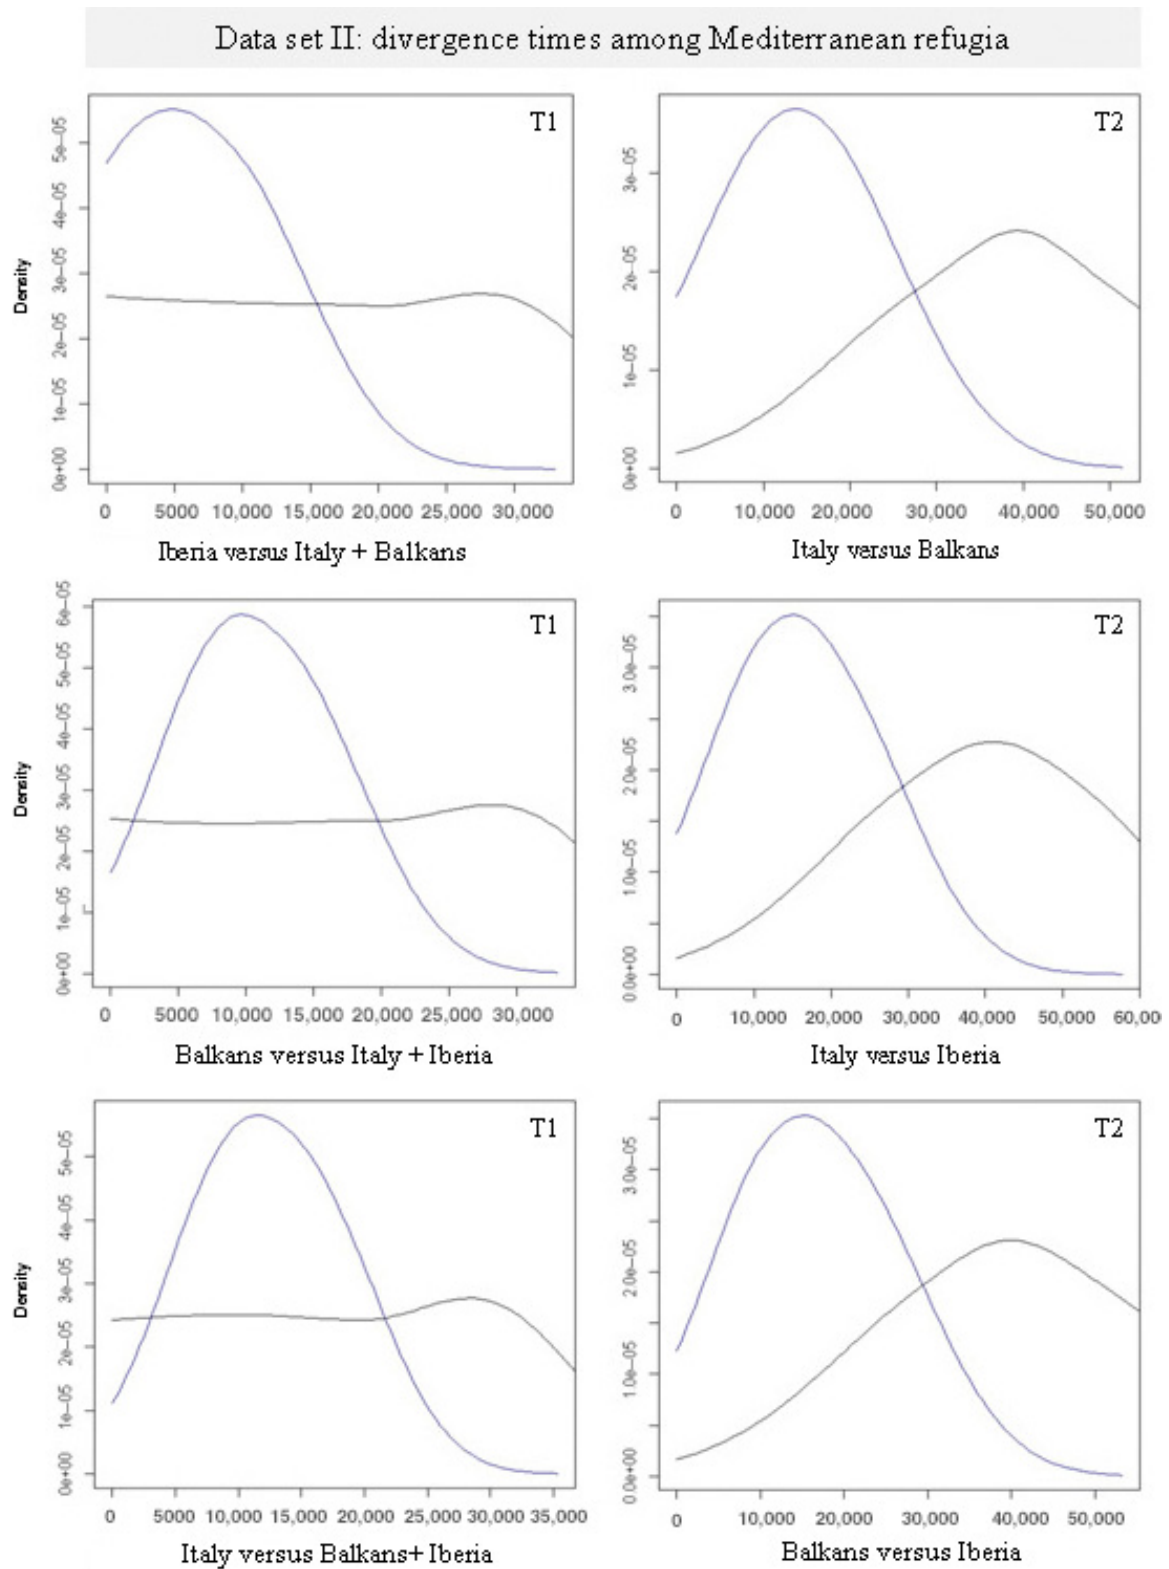 Data set II: divergence times among Mediterranean refugia
T1
Density
0e+00 1e−05 2e−05 3e−05 4e−05 5e−05
0 5000 10,000 15,000 20,000 25,000 30,000
Iberia versus Italy + Balkans
T2
0e+00 1e−05 2e−05 3e−05
0 10,000 20,000 30,000 40,000 50,000
Italy versus Balkans
T1
Density
0e+00 1e−05 2e−05 3e−05 4e−05 5e−05 6e−05
0 5000 10,000 15,000 20,000 25,000 30,000
Balkans versus Italy + Iberia
T2
0.0e+00 1.0e−05 2.0e−05 3.0e−05
0 10,000 20,000 30,000 40,000 50,000 60,00
Italy versus Iberia
T1
Density
0e+00 1e−05 2e−05 3e−05 4e−05 5e−05
0 5000 10,000 15,000 20,000 25,000 30,000 35,000
Italy versus Balkans+ Iberia
T2
0.0e+00 1.0e−05 2.0e−05 3.0e−05
0 10,000 20,000 30,000 40,000 50,000
Balkans versus Iberia